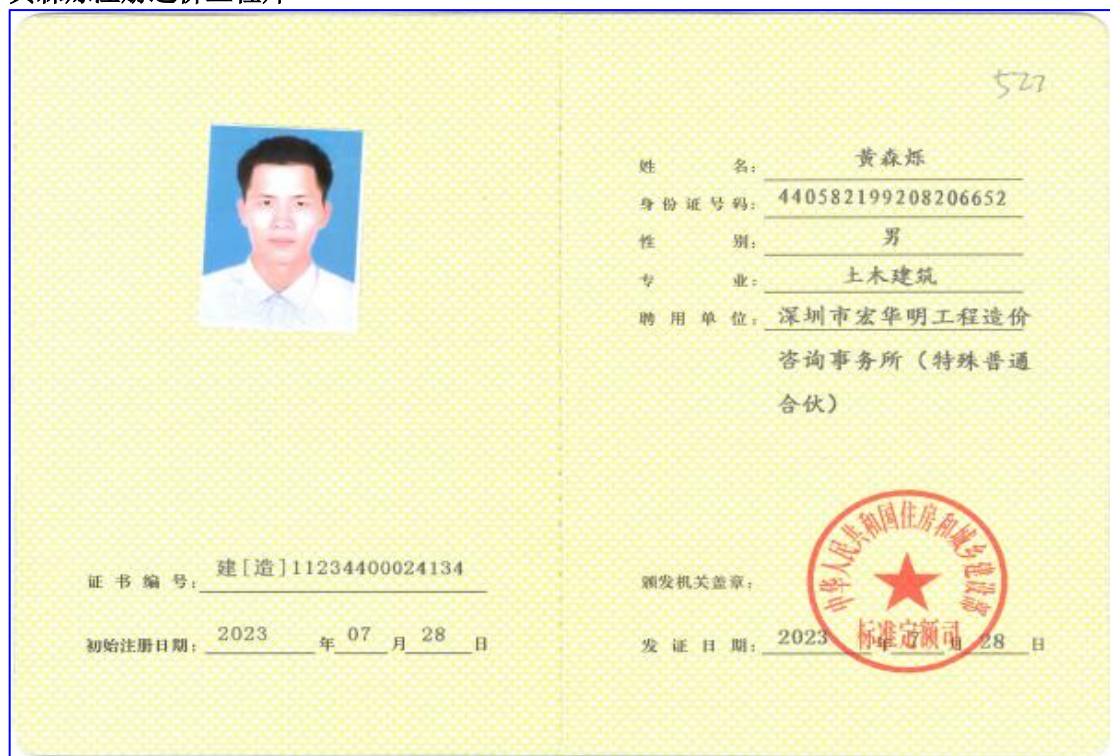 527
姓 名: 黄森烁
身份证号码: 440582199208206652
性 别: 男
专 业: 土木建筑
聘用单位: 深圳市宏华明工程造价
咨询事务所（特殊普通
合伙）
证书编号: 建[造]11234400024134
初始注册日期: 2023 年 07 月 28 日
颁发机关盖章:
中华人民共和国住房和城乡建设部
标准定额司
发证日期: 2023 年 7 月 28 日